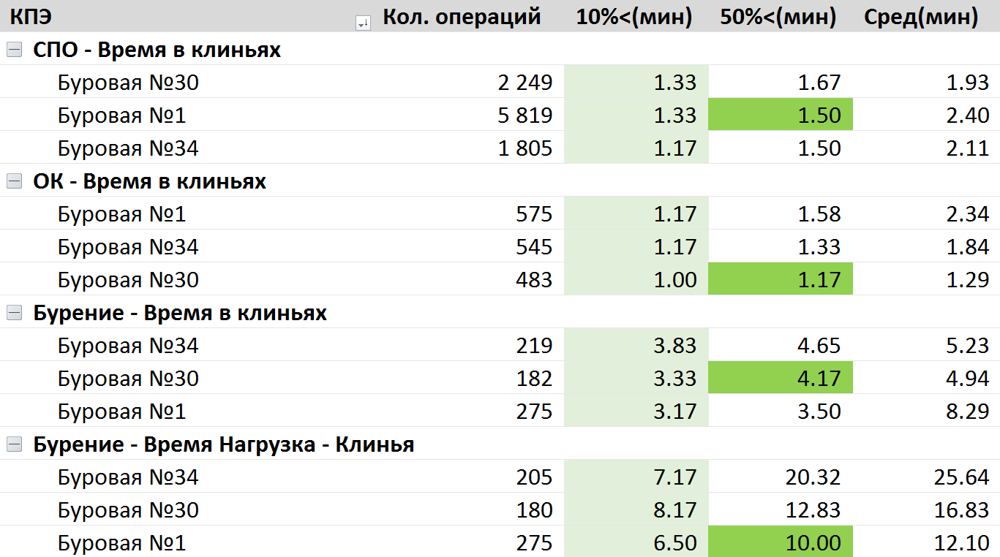 КПЭ Кол. операций 10%<(мин) 50%<(мин) Сред(мин)
СПО - Время в клиньях
Буровая №30 2 249 1.33 1.67 1.93
Буровая №1 5 819 1.33 1.50 2.40
Буровая №34 1 805 1.17 1.50 2.11
ОК - Время в клиньях
Буровая №1 575 1.17 1.58 2.34
Буровая №34 545 1.17 1.33 1.84
Буровая №30 483 1.00 1.17 1.29
Бурение - Время в клиньях
Буровая №34 219 3.83 4.65 5.23
Буровая №30 182 3.33 4.17 4.94
Буровая №1 275 3.17 3.50 8.29
Бурение - Время Нагрузка - Клинья
Буровая №34 205 7.17 20.32 25.64
Буровая №30 180 8.17 12.83 16.83
Буровая №1 275 6.50 10.00 12.10